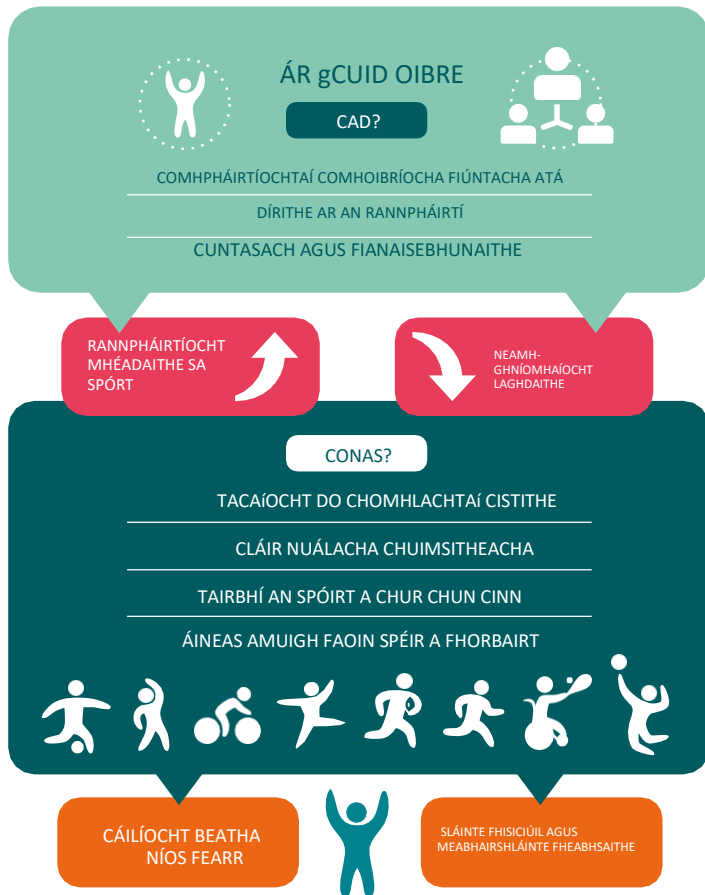 ÁR gCUID OIBRE
CAD?
COMHPHÁIRTÍOCHTAÍ COMHOIBRÍOCHA FIÚNTACHA ATÁ
DÍRITHE AR AN RANNPHÁIRTÍ
CUNTASACH AGUS FIANAISEBHUNAITHE
RANNPHÁIRTÍOCHT
MHÉADAITHE SA
SPÓRT
NEAMH-
GHNÍOMHAÍOCHT
LAGHDAITHE
CONAS?
TACAíOCHT DO CHOMHLACHTAí CISTITHE
CLÁIR NUÁLACHA CHUIMSITHEACHA
TAIRBHÍ AN SPÓIRT A CHUR CHUN CINN
ÁINEAS AMUIGH FAOIN SPÉIR A FHORBAIRT
CÁILÍOCHT BEATHA
NÍOS FEARR
SLÁINTE FHISICIÚIL AGUS
MEABHAIRSHLÁINTE FHEABHSAITHE